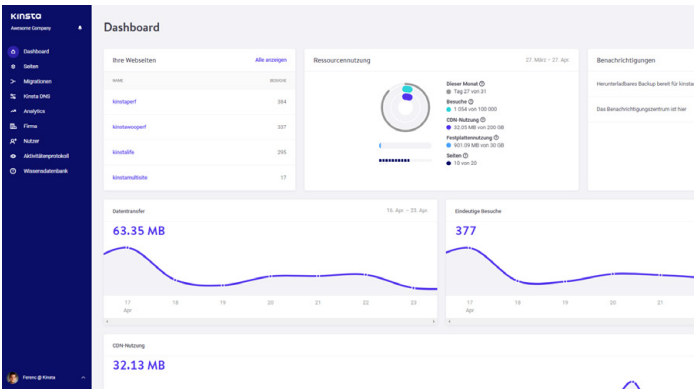 KINSTA
Awesome Company
Dashboard
Seiten
Migrationen
Kinsta DNS
Analytics
Firma
Nutzer
Aktivitätenprotokoll
Wissensdatenbank
Ferenc @ Kinsta
Dashboard
Ihre Webseiten
Alle anzeigen
NAME
BESUCHE
kinstaperf
384
kinstawooperf
337
kinstalife
295
kinstamultisite
17
Ressourcennutzung
27. März – 27. Apr
Dieser Monat
Tag 27 von 31
Besuche
1 054 von 100 000
CDN-Nutzung
32.05 MB von 200 GB
Festplattennutzung
901.09 MB von 30 GB
Seiten
10 von 20
Benachrichtigungen
Herunterladbares Backup bereit für kinsta
Das Benachrichtigungszentrum ist hier
Datentransfer
16. Apr. – 23. Apr.
63.35 MB
17 18 19 20 21 22 23
Apr
Eindeutige Besuche
377
17 18 19 20 21
Apr
CDN-Nutzung
32.13 MB